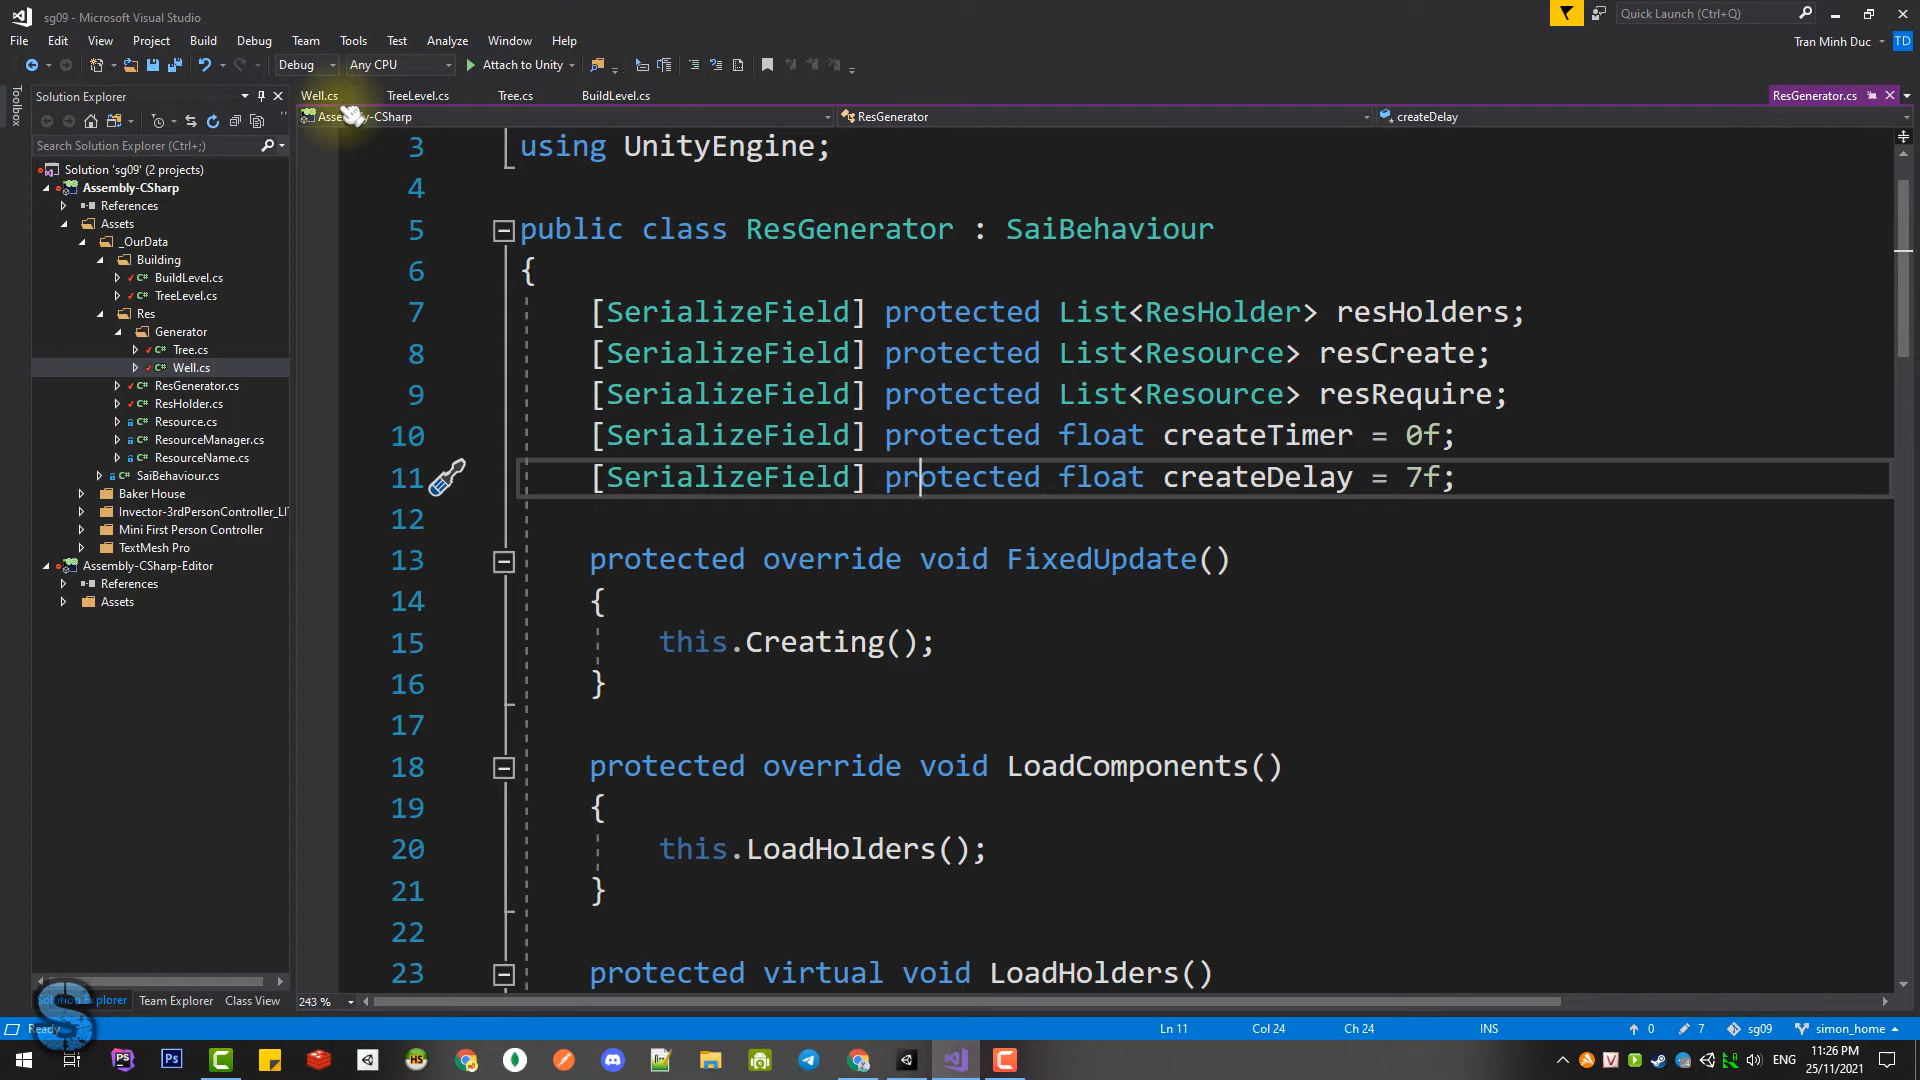 sg09 - Microsoft Visual Studio
Quick Launch (Ctrl+Q)
File Edit View Project Build Debug Team Tools Test Analyze Window Help
Tran Minh Duc
TD
Debug Any CPU Attach to Unity
Toolbox
Solution Explorer
Well.cs TreeLevel.cs Tree.cs BuildLevel.cs ResGenerator.cs
Assembly-CSharp ResGenerator createDelay
Search Solution Explorer (Ctrl+;)
Solution 'sg09' (2 projects)
Assembly-CSharp
References
Assets
_OurData
Building
BuildLevel.cs
TreeLevel.cs
Res
Generator
Tree.cs
Well.cs
ResGenerator.cs
ResHolder.cs
Resource.cs
ResourceManager.cs
ResourceName.cs
SaiBehaviour.cs
Baker House
Invector-3rdPersonController_LI
Mini First Person Controller
TextMesh Pro
Assembly-CSharp-Editor
References
Assets
3 using UnityEngine;
4
5 public class ResGenerator : SaiBehaviour
6 {
7 [SerializeField] protected List<ResHolder> resHolders;
8 [SerializeField] protected List<Resource> resCreate;
9 [SerializeField] protected List<Resource> resRequire;
10 [SerializeField] protected float createTimer = 0f;
11 [SerializeField] protected float createDelay = 7f;
12
13 protected override void FixedUpdate()
14 {
15 this.Creating();
16 }
17
18 protected override void LoadComponents()
19 {
20 this.LoadHolders();
21 }
22
23 protected virtual void LoadHolders()
Solution Explorer Team Explorer Class View
243 %
Ready Ln 11 Col 24 Ch 24 INS 0 7 sg09 simon_home
ENG
11:26 PM
25/11/2021